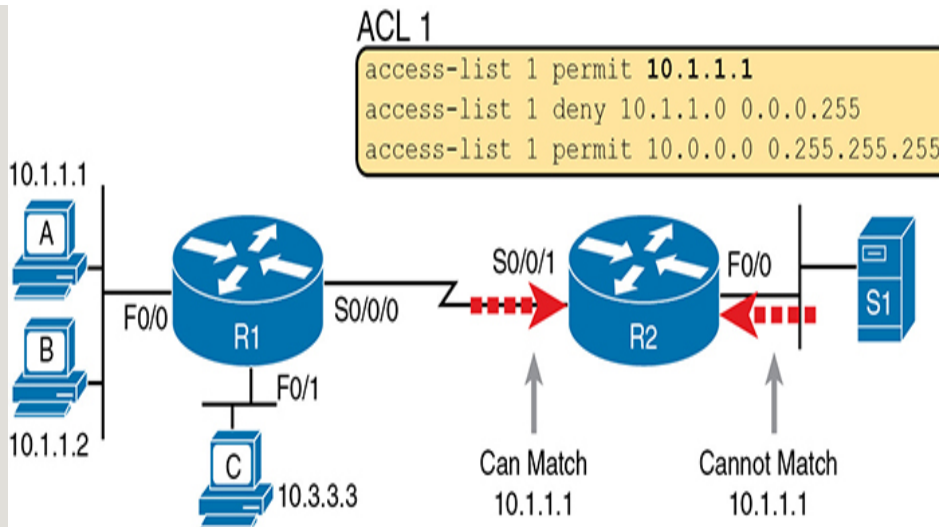 ACL 1
access-list 1 permit 10.1.1.1
access-list 1 deny 10.1.1.0 0.0.0.255
access-list 1 permit 10.0.0.0 0.255.255.255
10.1.1.1
A
F0/0
R1
S0/0/0
S0/0/1
R2
F0/0
S1
B
10.1.1.2
F0/1
C
10.3.3.3
Can Match
10.1.1.1
Cannot Match
10.1.1.1